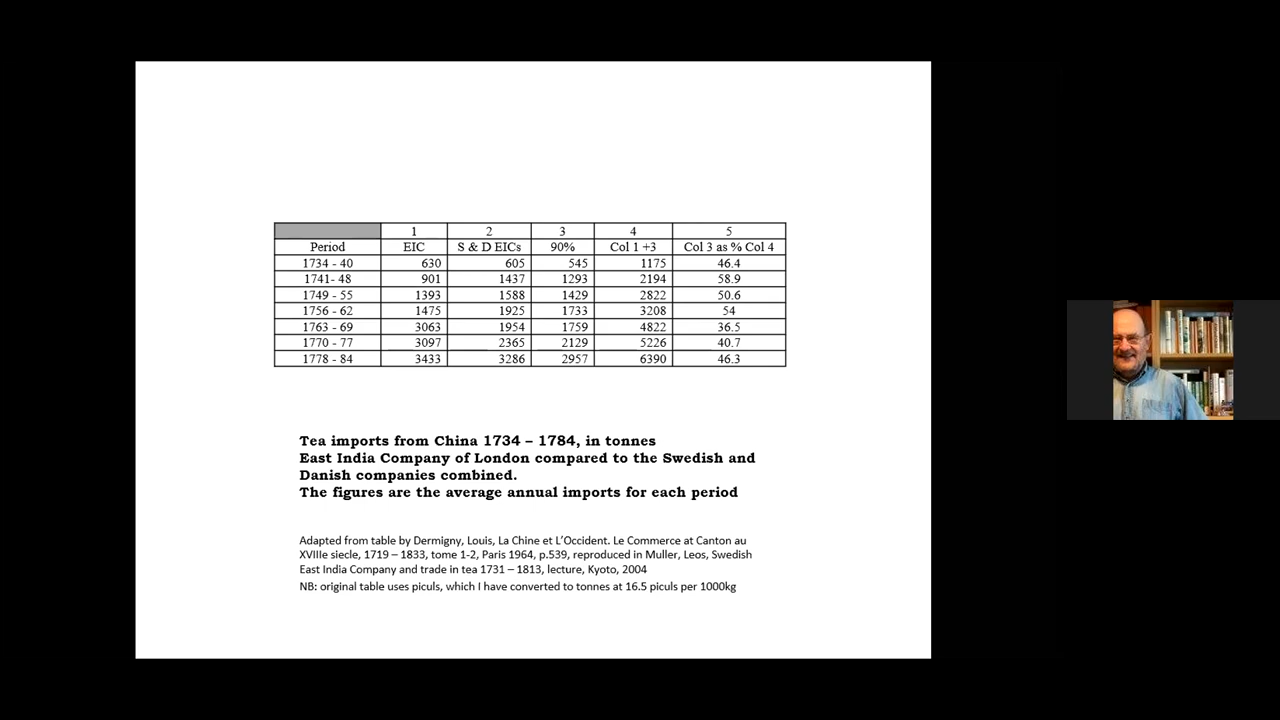 1 2 3 4 5
Period EIC S & D EICs 90% Col 1 +3 Col 3 as % Col 4
1734 - 40 630 605 545 1175 46.4
1741- 48 901 1437 1293 2194 58.9
1749 - 55 1393 1588 1429 2822 50.6
1756 - 62 1475 1925 1733 3208 54
1763 - 69 3063 1954 1759 4822 36.5
1770 - 77 3097 2365 2129 5226 40.7
1778 - 84 3433 3286 2957 6390 46.3
Tea imports from China 1734 – 1784, in tonnes
East India Company of London compared to the Swedish and
Danish companies combined.
The figures are the average annual imports for each period
Adapted from table by Dermigny, Louis, La Chine et L’Occident. Le Commerce at Canton au
XVIIIe siecle, 1719 – 1833, tome 1-2, Paris 1964, p.539, reproduced in Muller, Leos, Swedish
East India Company and trade in tea 1731 – 1813, lecture, Kyoto, 2004
NB: original table uses piculs, which I have converted to tonnes at 16.5 piculs per 1000kg